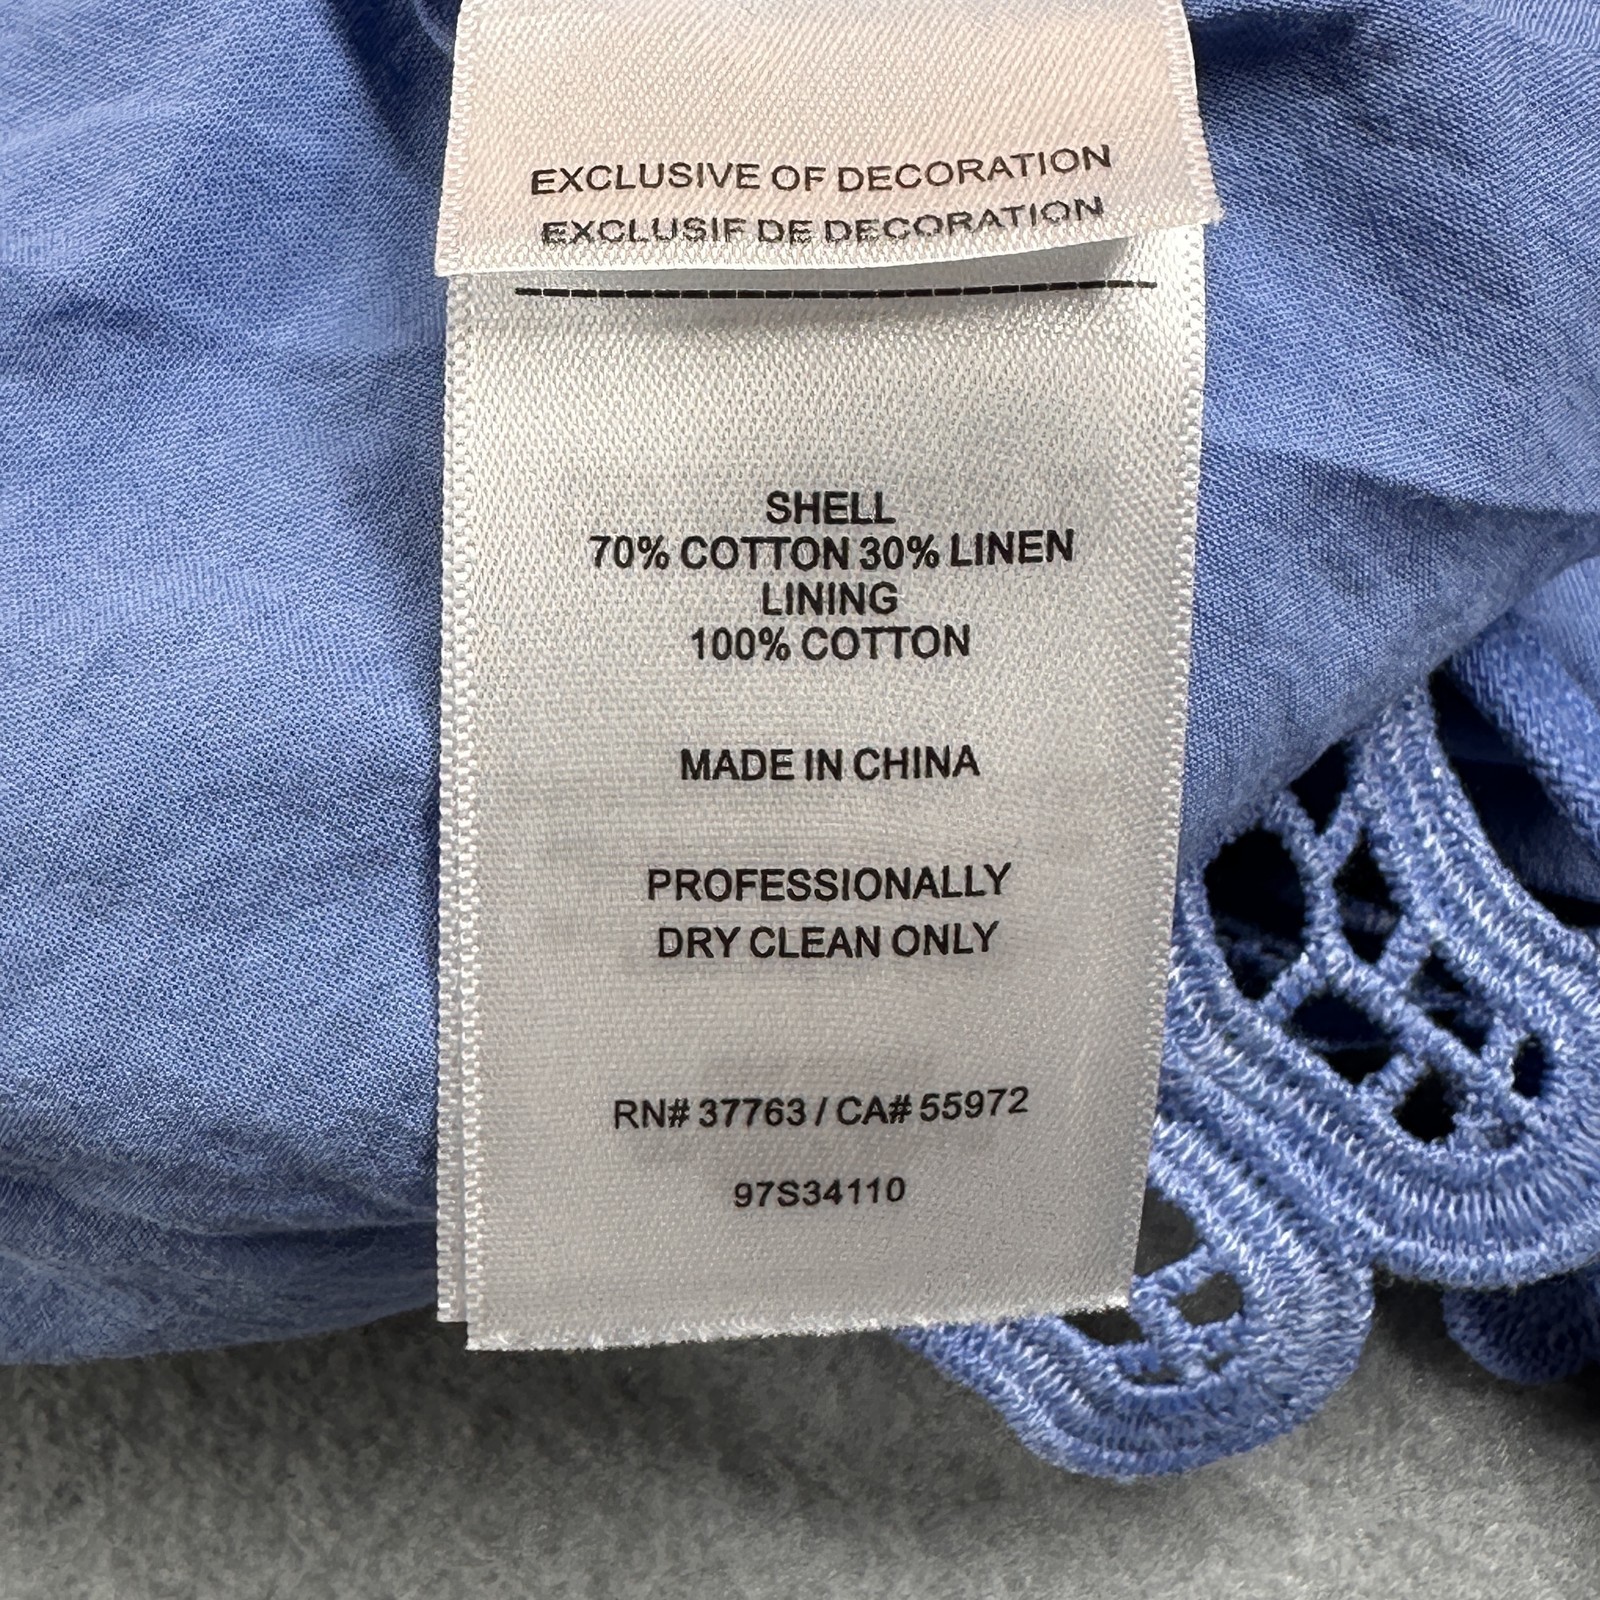 EXCLUSIVE OF DECORATION
EXCLUSIF DE DECORATION
SHELL
70% COTTON 30% LINEN
LINING
100% COTTON
MADE IN CHINA
PROFESSIONALLY
DRY CLEAN ONLY
RN# 37763 / CA# 55972
97S34110